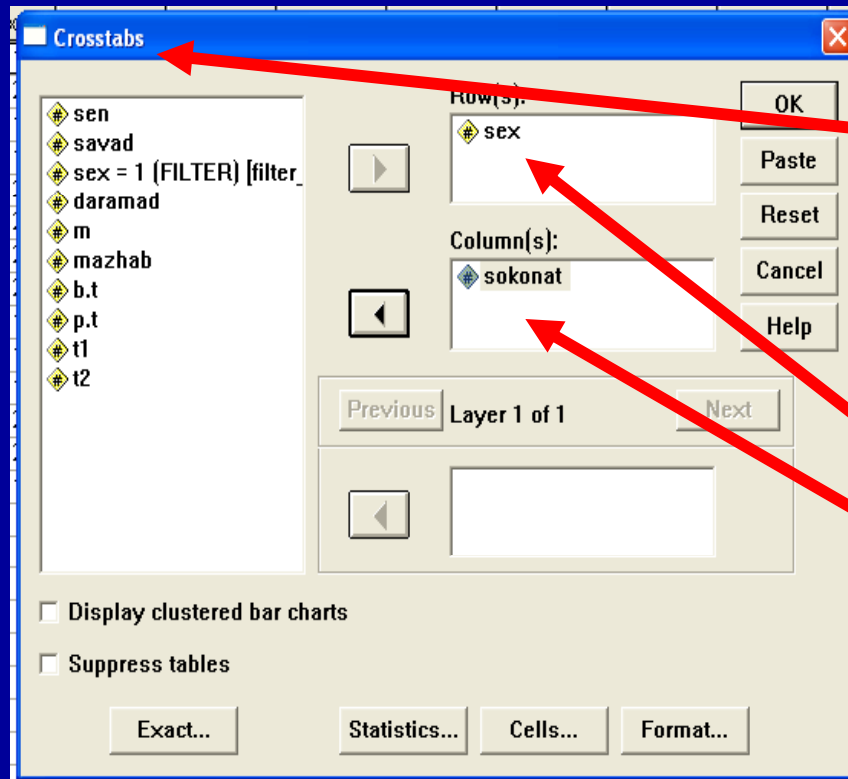 Crosstabs
sen
savad
sex = 1 (FILTER) [filter_
daramad
m
mazhab
b.t
p.t
t1
t2
Row(s):
sex
Column(s):
sokonat
Previous
Layer 1 of 1
Next
OK
Paste
Reset
Cancel
Help
Display clustered bar charts
Suppress tables
Exact...
Statistics...
Cells...
Format...